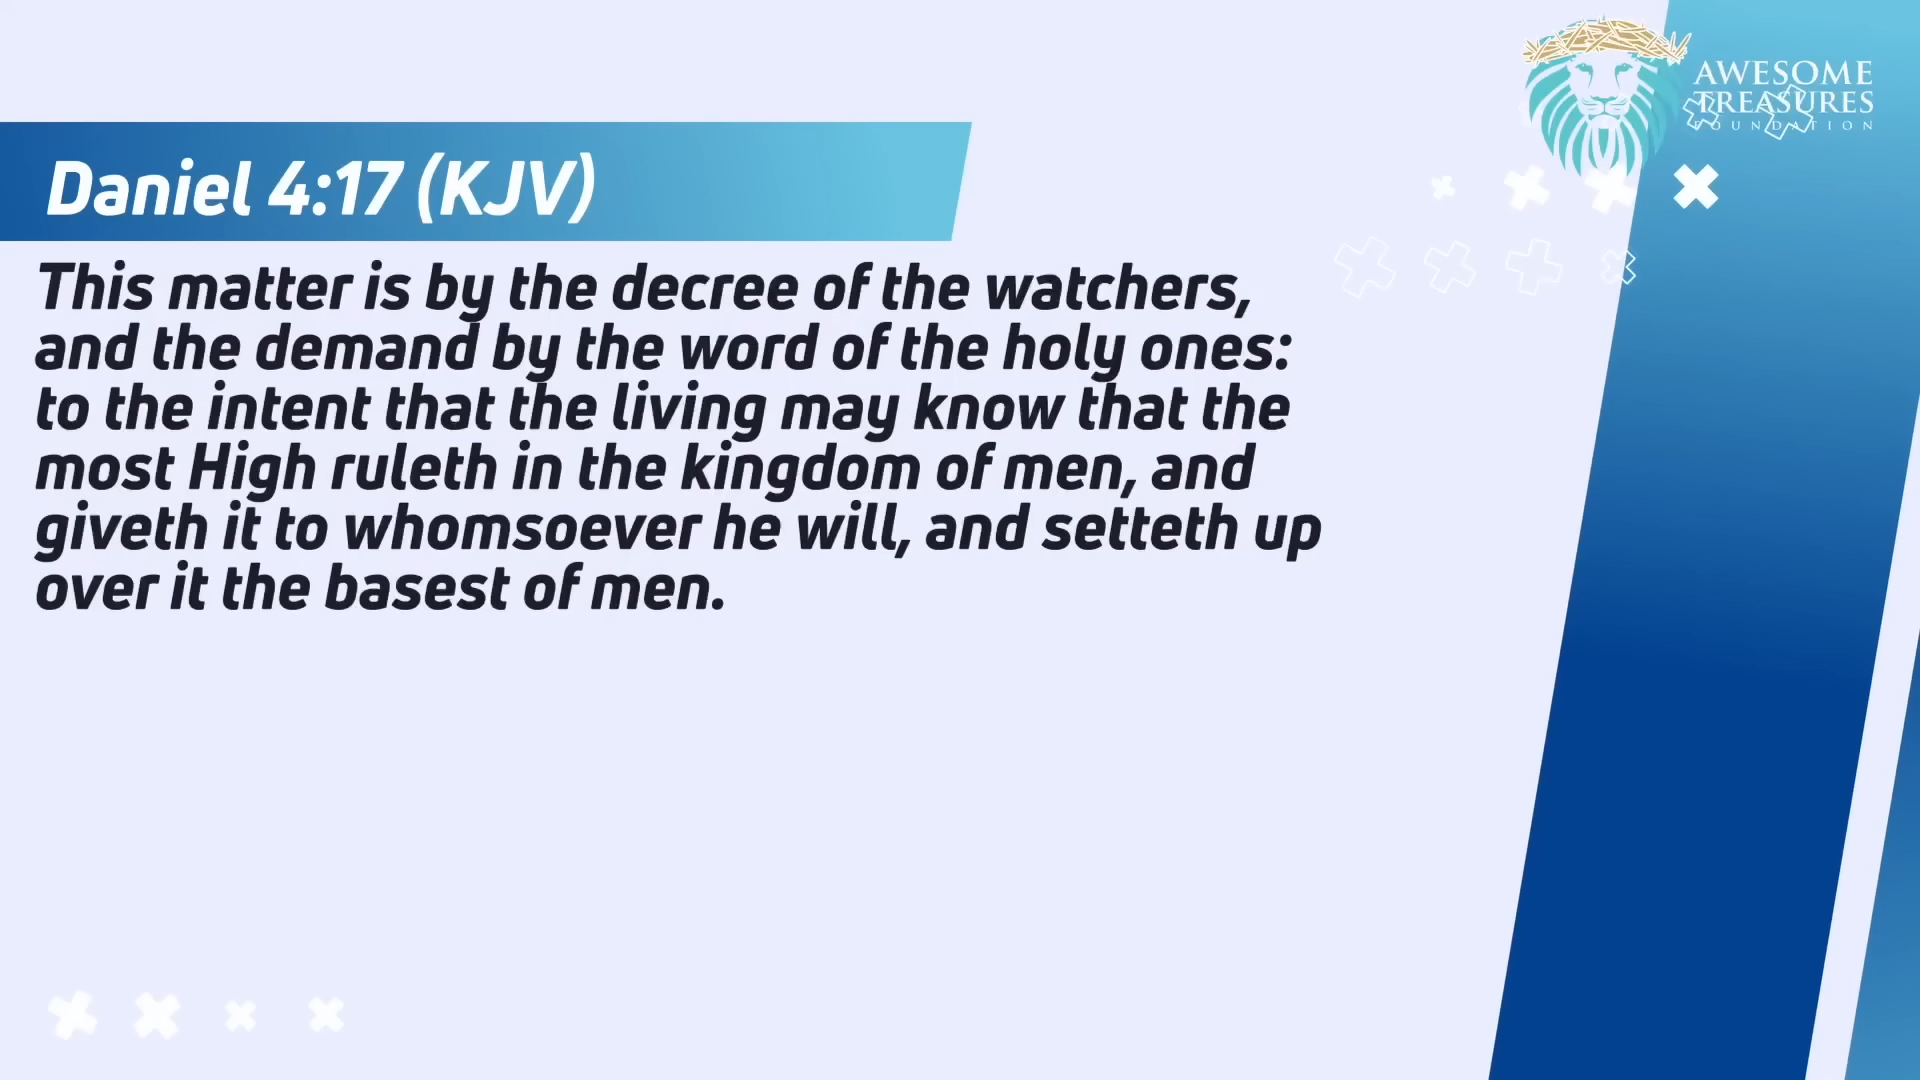 AWESOME
TREASURES
FOUNDATION
Daniel 4:17 (KJV)
This matter is by the decree of the watchers,
and the demand by the word of the holy ones:
to the intent that the living may know that the
most High ruleth in the kingdom of men, and
giveth it to whomsoever he will, and setteth up
over it the basest of men.